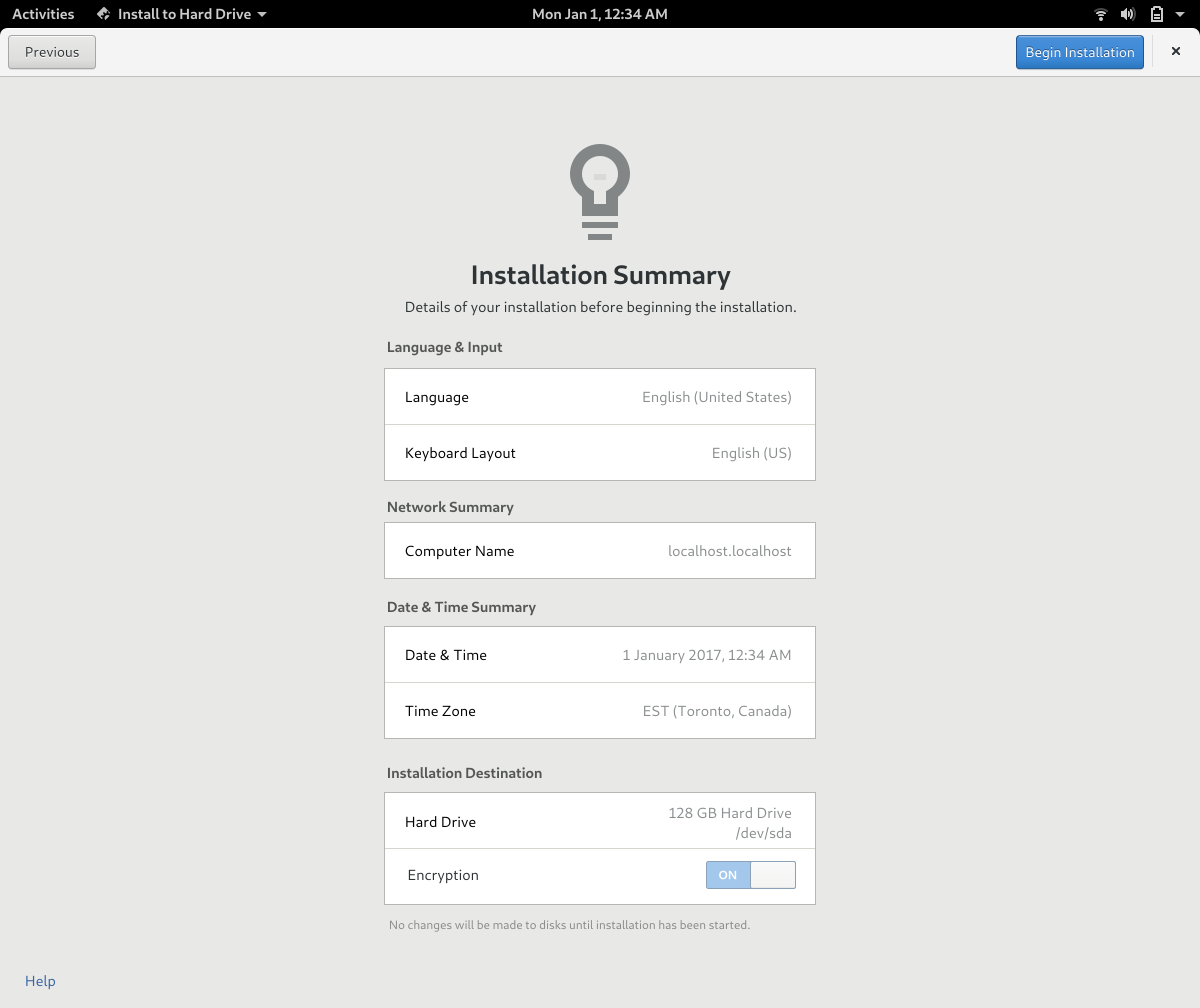 Activities Install to Hard Drive Mon Jan 1, 12:34 AM
Previous Begin Installation
Installation Summary
Details of your installation before beginning the installation.
Language & Input
Language English (United States)
Keyboard Layout English (US)
Network Summary
Computer Name localhost.localhost
Date & Time Summary
Date & Time 1 January 2017, 12:34 AM
Time Zone EST (Toronto, Canada)
Installation Destination
Hard Drive 128 GB Hard Drive
/dev/sda
Encryption ON
No changes will be made to disks until installation has been started.
Help